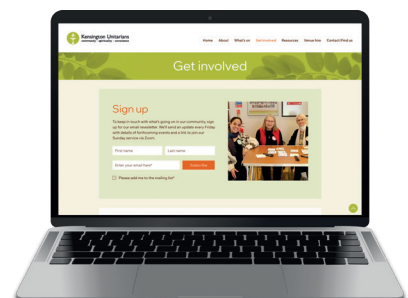 Kensington Unitarians
community · spirituality · compassion
Home About What's on Get involved Resources Venue hire Contact/Find us
Get involved
Sign up
To keep in touch with what's going on in our community, sign
up for our email newsletter. We'll send an update every Friday
with details of forthcoming events and a link to join our
Sunday service via Zoom.
First name Last name
Enter your email here* Subscribe
Please add me to the mailing list*